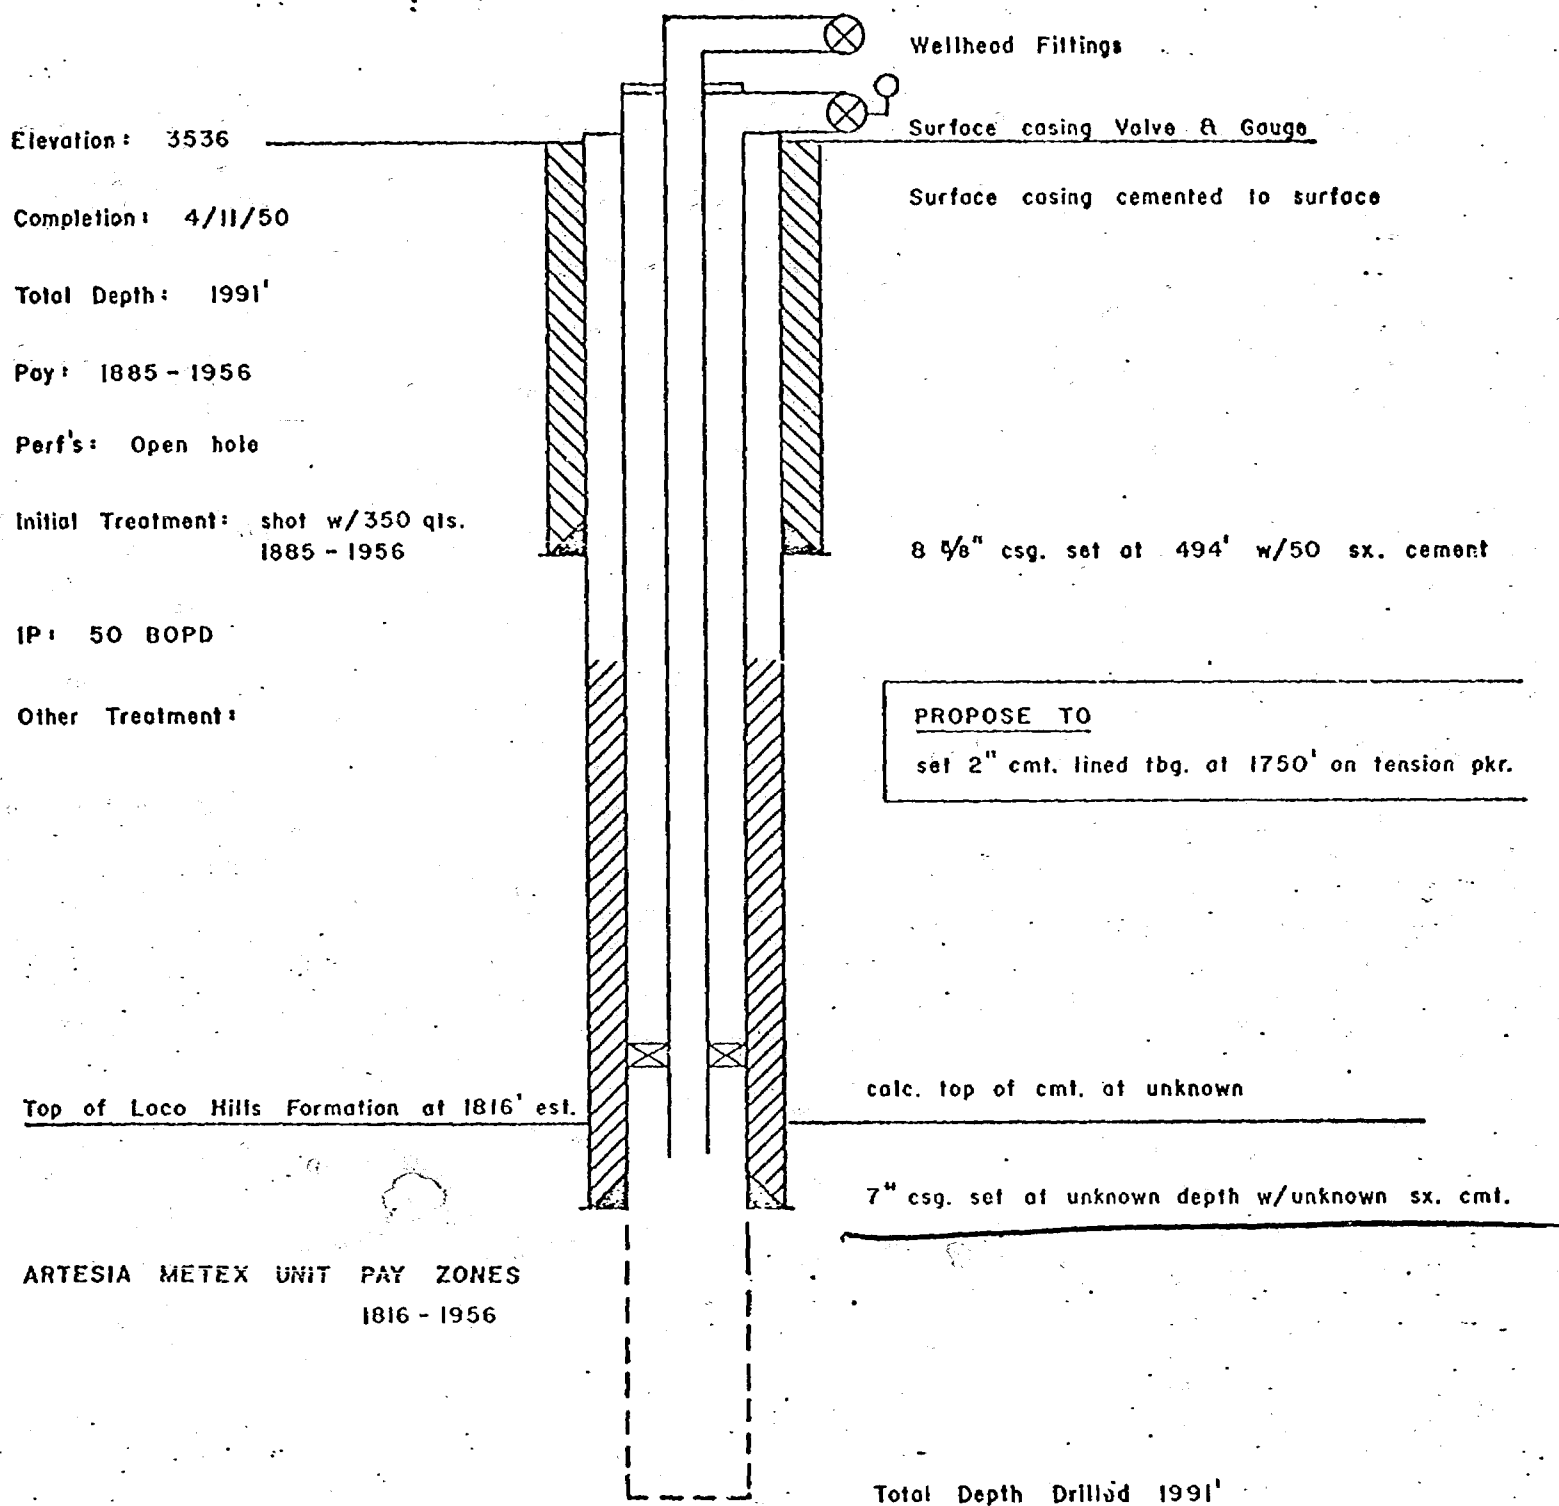 Wellhead Fittings
Elevation: 3536
Surface casing Valve & Gauge
Completion: 4/11/50
Surface casing cemented to surface
Total Depth: 1991'
Pay: 1885 - 1956
Perf's: Open hole
Initial Treatment: shot w/350 qts.
1885 - 1956
8 5/8" csg. set at 494' w/50 sx. cement
IP: 50 BOPD
Other Treatment:
PROPOSE TO
set 2" cmt. lined tbg. at 1750' on tension pkr.
calc. top of cmt. at unknown
Top of Loco Hills Formation at 1816' est.
7" csg. set at unknown depth w/unknown sx. cmt.
ARTESIA METEX UNIT PAY ZONES
1816 - 1956
Total Depth Drilled 1991'